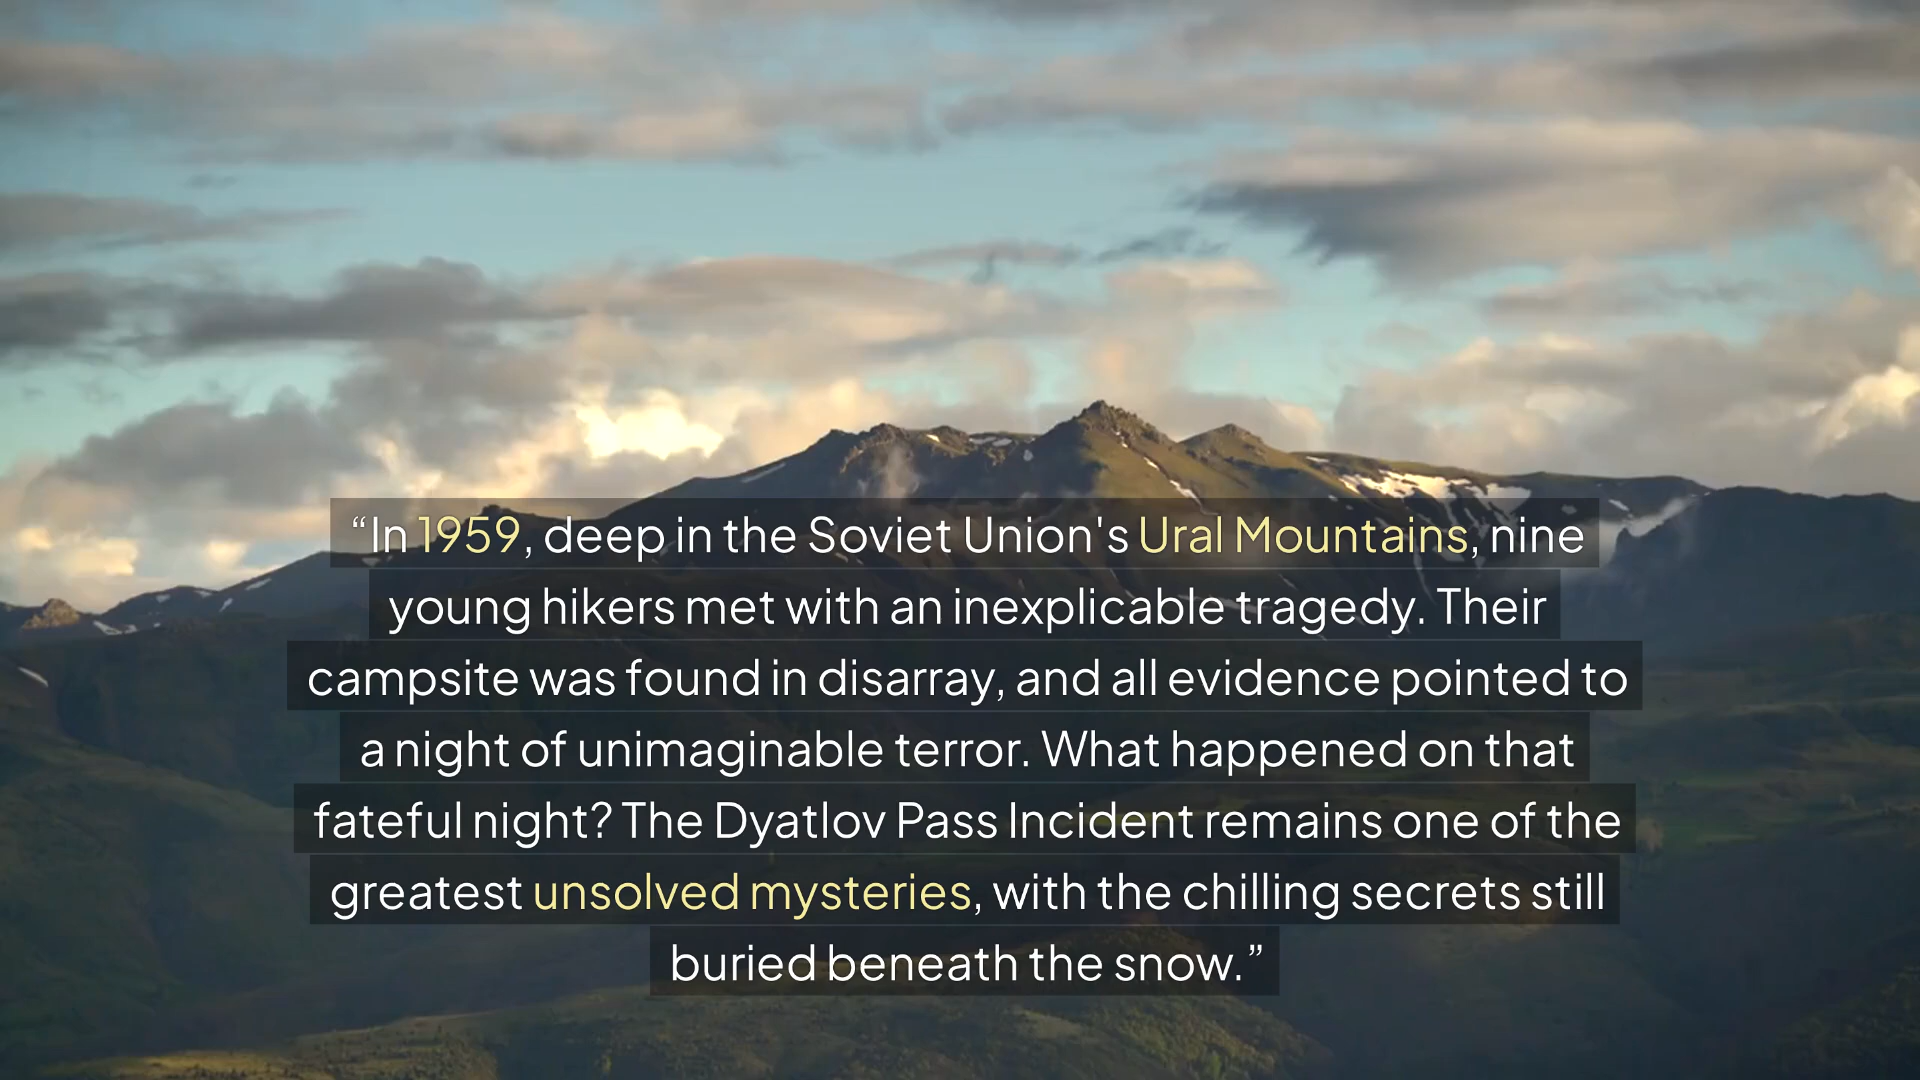 “In 1959, deep in the Soviet Union's Ural Mountains, nine
young hikers met with an inexplicable tragedy. Their
campsite was found in disarray, and all evidence pointed to
a night of unimaginable terror. What happened on that
fateful night? The Dyatlov Pass Incident remains one of the
greatest unsolved mysteries, with the chilling secrets still
buried beneath the snow.”